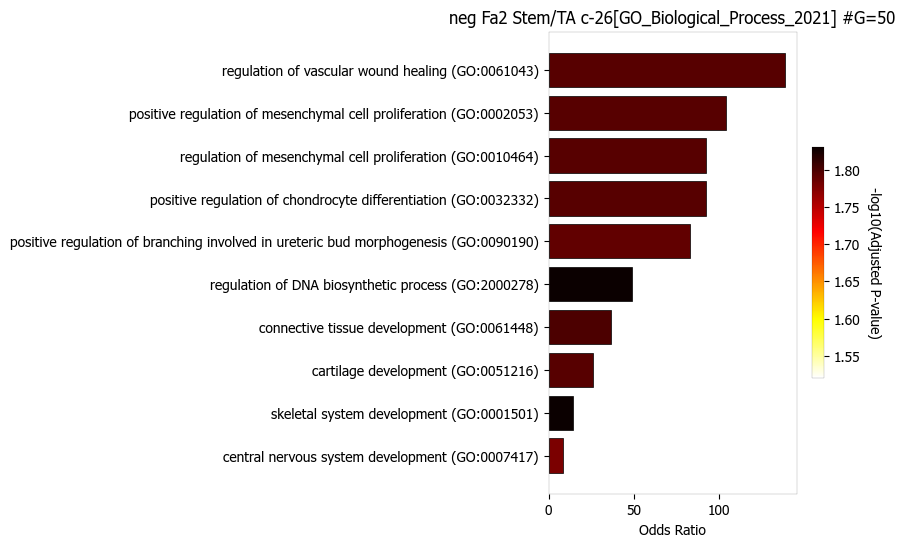 neg Fa2 Stem/TA c-26[GO_Biological_Process_2021] #G=50
regulation of vascular wound healing (GO:0061043)
positive regulation of mesenchymal cell proliferation (GO:0002053)
regulation of mesenchymal cell proliferation (GO:0010464)
positive regulation of chondrocyte differentiation (GO:0032332)
positive regulation of branching involved in ureteric bud morphogenesis (GO:0090190)
regulation of DNA biosynthetic process (GO:2000278)
connective tissue development (GO:0061448)
cartilage development (GO:0051216)
skeletal system development (GO:0001501)
central nervous system development (GO:0007417)
0 50 100
Odds Ratio
1.80
1.75
1.70
1.65
1.60
1.55
-log10(Adjusted P-value)